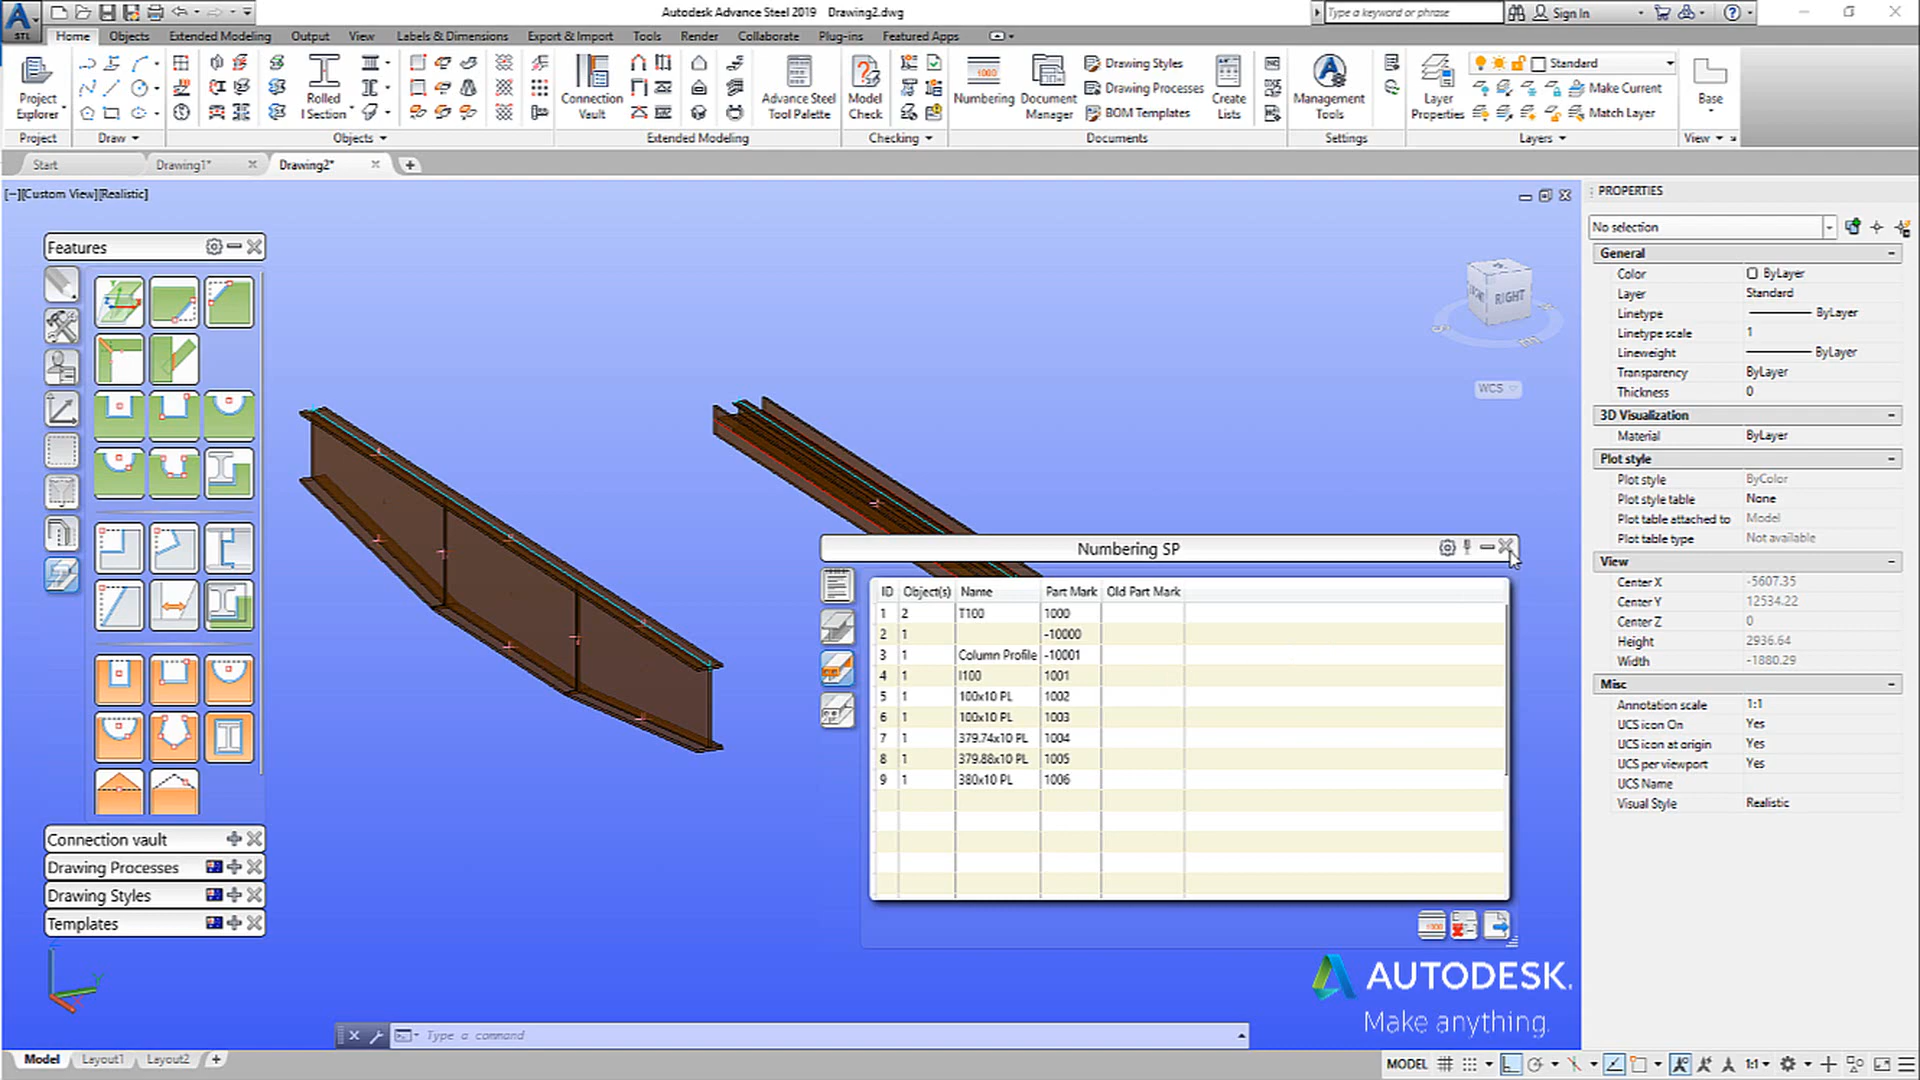 Autodesk Advance Steel 2019 Drawing2.dwg
Type a keyword or phrase
Sign In
STL
Home Objects Extended Modeling Output View Labels & Dimensions Export & Import Tools Render Collaborate Plug-ins Featured Apps
Project Explorer
Rolled I Section
Connection Vault
Advance Steel Tool Palette
Model Check
1000
Numbering
Document Manager
Drawing Styles
Drawing Processes
BOM Templates
Create Lists
Management Tools
Layer Properties
Standard
Make Current
Match Layer
Base
Project Draw Objects Extended Modeling Checking Documents Settings Layers View
Start Drawing1* Drawing2* +
[−][Custom View][Realistic]
Features
Connection vault
Drawing Processes
Drawing Styles
Templates
RIGHT
WCS
Numbering SP
ID Object(s) Name Part Mark Old Part Mark
1 2 T100 1000
2 1 -10000
3 1 Column Profile -10001
4 1 I100 1001
5 1 100x10 PL 1002
6 1 100x10 PL 1003
7 1 379.74x10 PL 1004
8 1 379.88x10 PL 1005
9 1 380x10 PL 1006
1000
AUTODESK.
Make anything.
PROPERTIES
No selection
General
Color ByLayer
Layer Standard
Linetype ByLayer
Linetype scale 1
Lineweight ByLayer
Transparency ByLayer
Thickness 0
3D Visualization
Material ByLayer
Plot style
Plot style ByColor
Plot style table None
Plot table attached to Model
Plot table type Not available
View
Center X -5607.35
Center Y 12534.22
Center Z 0
Height 2936.64
Width -1880.29
Misc
Annotation scale 1:1
UCS icon On Yes
UCS icon at origin Yes
UCS per viewport Yes
UCS Name
Visual Style Realistic
Type a command
Model Layout1 Layout2 +
MODEL 1:1